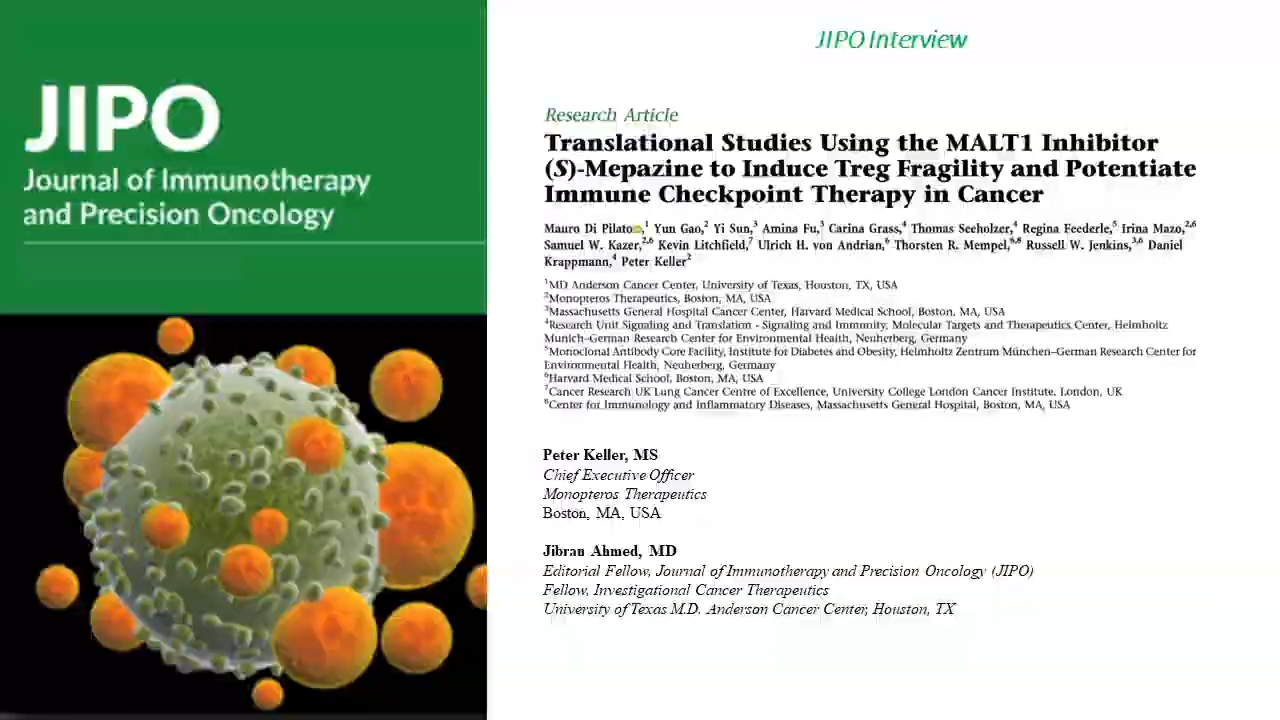 JIPO
Journal of Immunotherapy
and Precision Oncology
JIPO Interview
Research Article
Translational Studies Using the MALT1 Inhibitor
(S)-Mepazine to Induce Treg Fragility and Potentiate
Immune Checkpoint Therapy in Cancer
Mauro Di Pilato,¹ Yun Gao,² Yi Sun,³ Amina Fu,³ Carina Grass,⁴ Thomas Seeholzer,⁴ Regina Feederle,⁵ Irina Mazo,²,⁶
Samuel W. Kazer,²,⁶ Kevin Litchfield,⁷ Ulrich H. von Andrian,⁶ Thorsten R. Mempel,⁶,⁸ Russell W. Jenkins,³,⁶ Daniel
Krappmann,⁴ Peter Keller²
¹MD Anderson Cancer Center, University of Texas, Houston, TX, USA
²Monopteros Therapeutics, Boston, MA, USA
³Massachusetts General Hospital Cancer Center, Harvard Medical School, Boston, MA, USA
⁴Research Unit Signaling and Translation - Signaling and Immunity, Molecular Targets and Therapeutics Center, Helmholtz
Munich–German Research Center for Environmental Health, Neuherberg, Germany
⁵Monoclonal Antibody Core Facility, Institute for Diabetes and Obesity, Helmholtz Zentrum München–German Research Center for
Environmental Health, Neuherberg, Germany
⁶Harvard Medical School, Boston, MA, USA
⁷Cancer Research UK Lung Cancer Centre of Excellence, University College London Cancer Institute, London, UK
⁸Center for Immunology and Inflammatory Diseases, Massachusetts General Hospital, Boston, MA, USA
Peter Keller, MS
Chief Executive Officer
Monopteros Therapeutics
Boston, MA, USA
Jibran Ahmed, MD
Editorial Fellow, Journal of Immunotherapy and Precision Oncology (JIPO)
Fellow, Investigational Cancer Therapeutics
University of Texas M.D. Anderson Cancer Center, Houston, TX